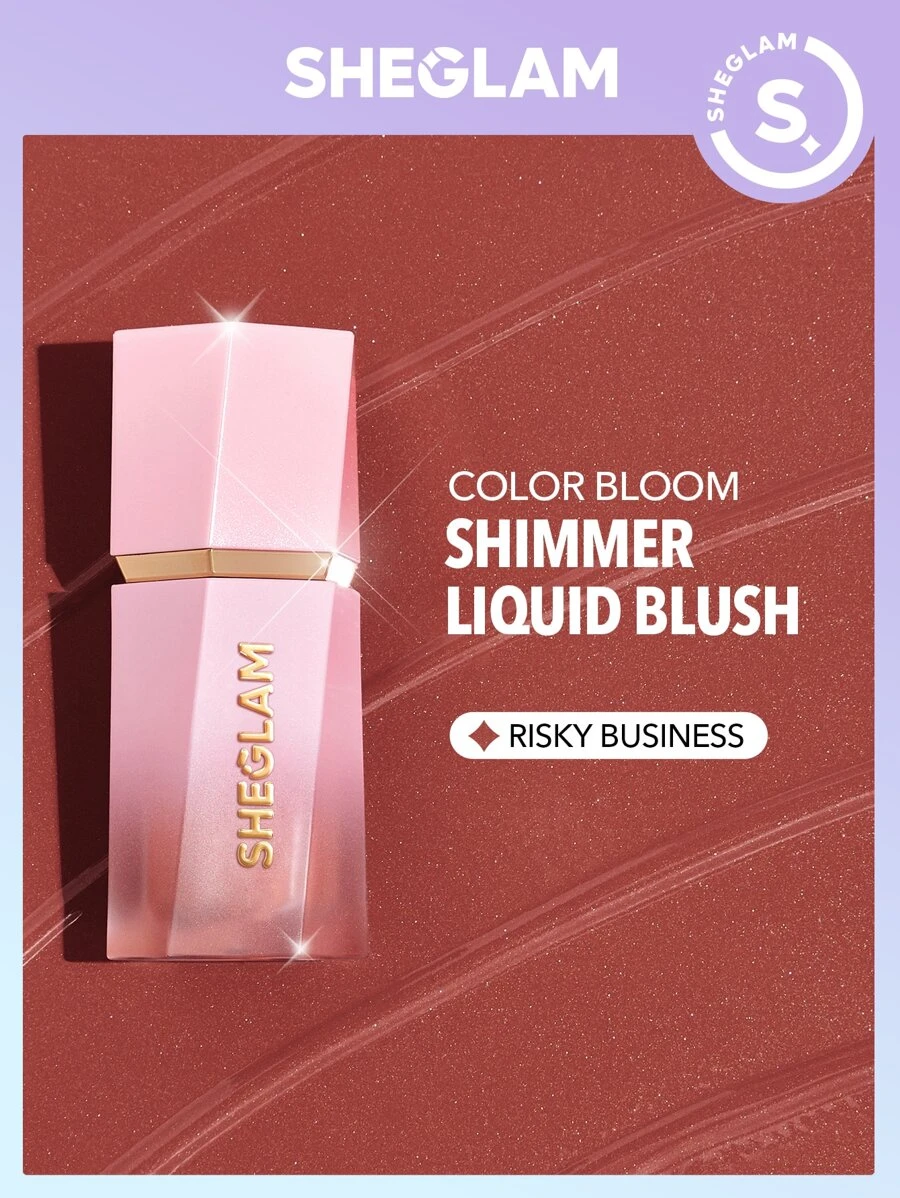 SHEGLAM
SHEGLAM
S
COLOR BLOOM
SHIMMER
LIQUID BLUSH
RISKY BUSINESS
SHEGLAM